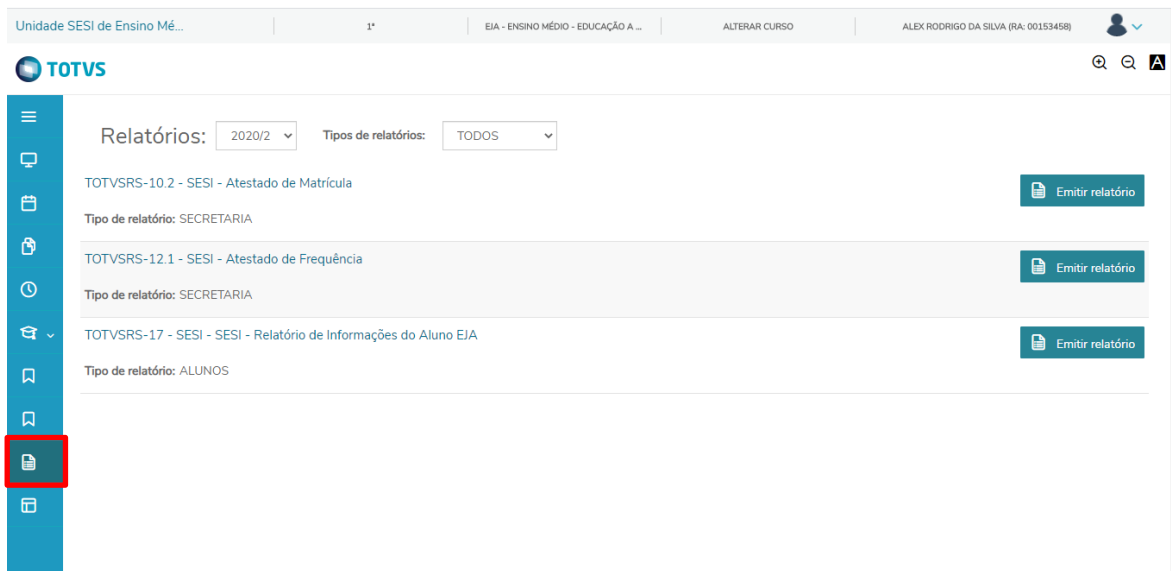 Unidade SESI de Ensino Mé...
1ª
EJA - ENSINO MÉDIO - EDUCAÇÃO A ...
ALTERAR CURSO
ALEX RODRIGO DA SILVA (RA: 00153458)
TOTVS
A
Relatórios: 2020/2 Tipos de relatórios: TODOS
TOTVSRS-10.2 - SESI - Atestado de Matrícula
Emitir relatório
Tipo de relatório: SECRETARIA
TOTVSRS-12.1 - SESI - Atestado de Frequência
Emitir relatório
Tipo de relatório: SECRETARIA
TOTVSRS-17 - SESI - SESI - Relatório de Informações do Aluno EJA
Emitir relatório
Tipo de relatório: ALUNOS